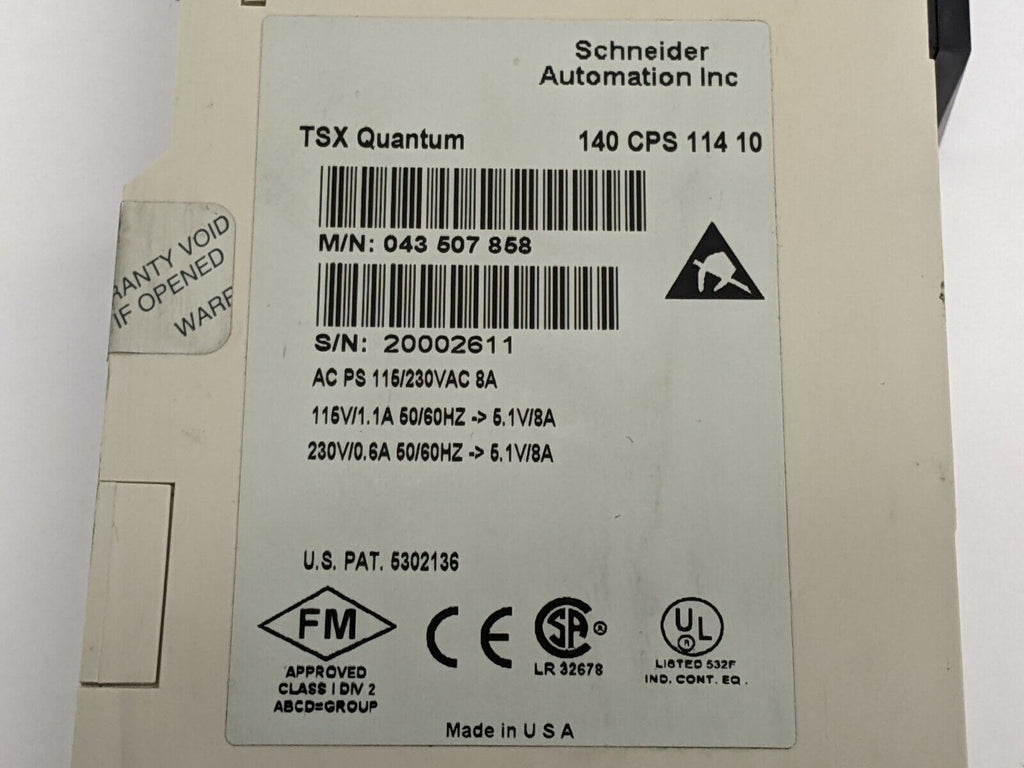 Schneider
Automation Inc
TSX Quantum 140 CPS 114 10
M/N: 043 507 858
S/N: 20002611
AC PS 115/230VAC 8A
115V/1.1A 50/60HZ -> 5.1V/8A
230V/0.6A 50/60HZ -> 5.1V/8A
U.S. PAT. 5302136
FM
APPROVED
CLASS I DIV 2
ABCD=GROUP
CE
SA ®
LR 32678
UL
®
LISTED 532F
IND. CONT. EQ.
Made in U S A
RANTY VOID
IF OPENED
WARR